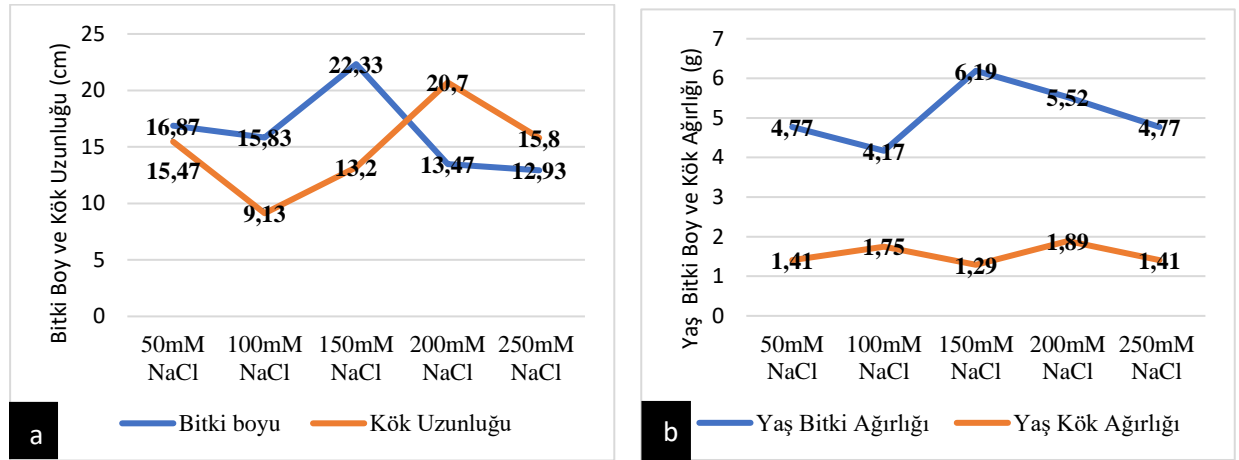 Bitki Boy ve Kök Uzunluğu (cm)
25
20
15
10
5
0
16,87
15,83
22,33
13,47
12,93
15,47
9,13
13,2
20,7
15,8
50mM NaCl
100mM NaCl
150mM NaCl
200mM NaCl
250mM NaCl
Bitki boyu
Kök Uzunluğu
a
Yaş Bitki Boy ve Kök Ağırlığı (g)
7
6
5
4
3
2
1
0
4,77
4,17
6,19
5,52
4,77
1,41
1,75
1,29
1,89
1,41
50mM NaCl
100mM NaCl
150mM NaCl
200mM NaCl
250mM NaCl
Yaş Bitki Ağırlığı
Yaş Kök Ağırlığı
b